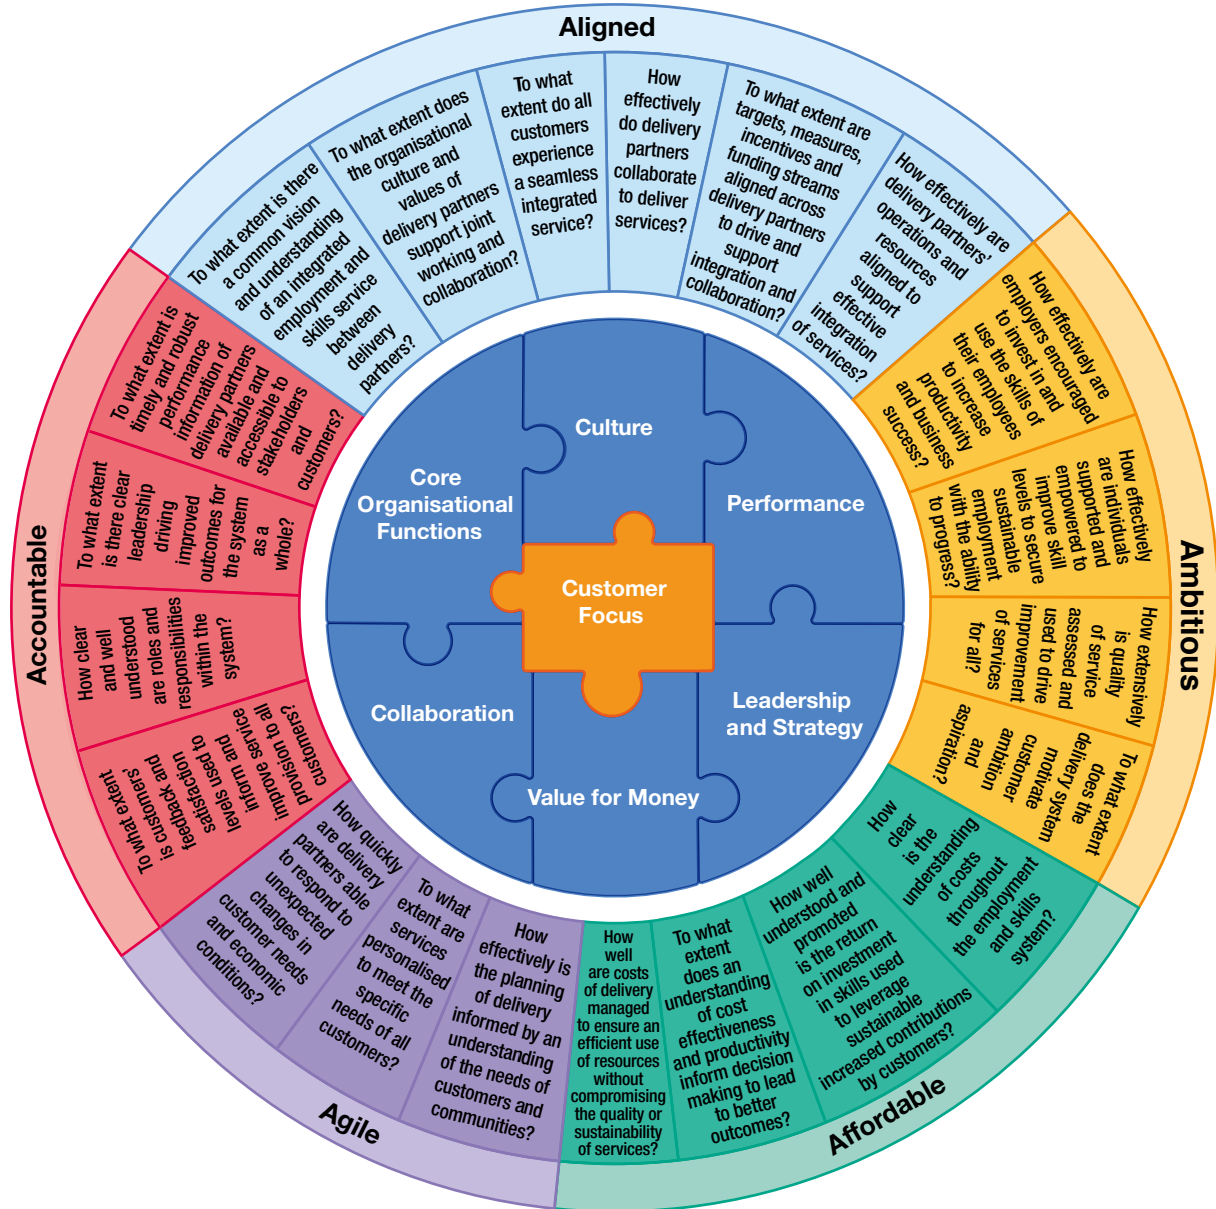 Aligned
To what extent is there
a common vision
and understanding
of an integrated
employment and
skills service
between
delivery
partners?
To what extent does
the organisational
culture and
values of
delivery partners
support joint
working and
collaboration?
To what
extent do all
customers
experience
a seamless
integrated
service?
How
effectively
do delivery
partners
collaborate
to deliver
services?
To what extent are
targets, measures,
incentives and
funding streams
aligned across
delivery partners
to drive and
support
integration and
collaboration?
How effectively are
delivery partners’
operations and
resources
aligned to
support
effective
integration
of services?
Ambitious
How effectively are
employers encouraged
to invest in and
use the skills of
their employees
to increase
productivity
and business
success?
How effectively
are individuals
supported and
empowered to
improve skill
levels to secure
sustainable
employment
with the ability
to progress?
How extensively
is quality
of service
assessed and
used to drive
improvement
of services
for all?
To what extent
does the
delivery system
motivate
customer
ambition
and
aspiration?
Affordable
How
clear
is the
understanding
of costs
throughout
the employment
and skills
system?
How well
understood and
promoted
is the return
on investment
in skills used
to leverage
sustainable
increased contributions
by customers?
To what
extent
does an
understanding
of cost
effectiveness
and productivity
inform decision
making to lead
to better
outcomes?
How
well
are costs
of delivery
managed
to ensure an
efficient use
of resources
without
compromising
the quality or
sustainability
of services?
Agile
How
effectively is
the planning
of delivery
informed by an
understanding
of the needs of
customers and
communities?
To what
extent are
services
personalised
to meet the
specific
needs of all
customers?
How quickly
are delivery
partners able
to respond to
unexpected
changes in
customer needs
and economic
conditions?
Accountable
To what extent
is customers’
feedback and
satisfaction
levels used to
inform and
improve service
provision to all
customers?
How clear
and well
understood
are roles and
responsibilities
within the
system?
To what extent
is there clear
leadership
driving
improved
outcomes for
the system
as a
whole?
To what extent is
timely and robust
performance
information of
delivery partners
available and
accessible to
stakeholders
and
customers?
Culture
Performance
Leadership
and Strategy
Value for Money
Collaboration
Core
Organisational
Functions
Customer
Focus